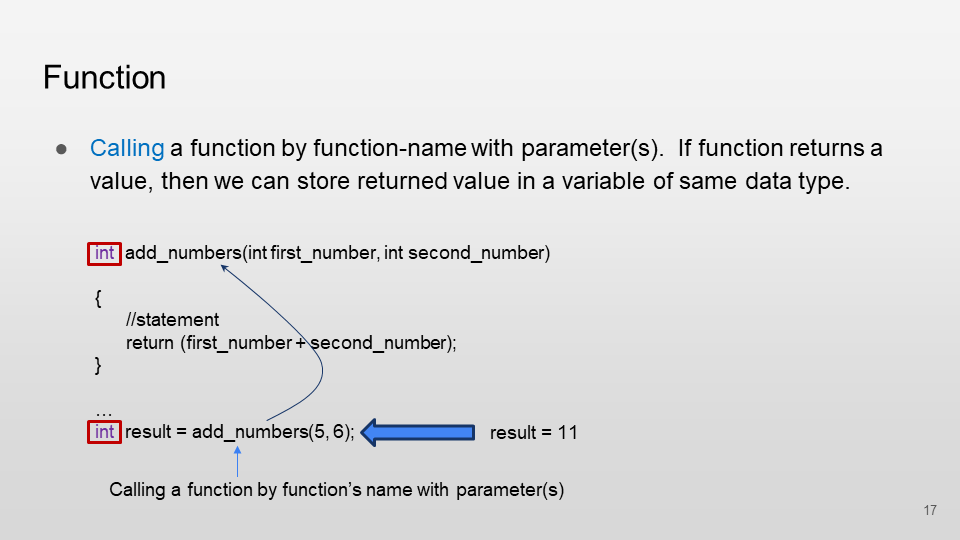 Function
● Calling a function by function-name with parameter(s).  If function returns a
value, then we can store returned value in a variable of same data type.
int add_numbers(int first_number, int second_number)
{
//statement
return (first_number + second_number);
}
…
int result = add_numbers(5, 6);
result = 11
Calling a function by function’s name with parameter(s)
17